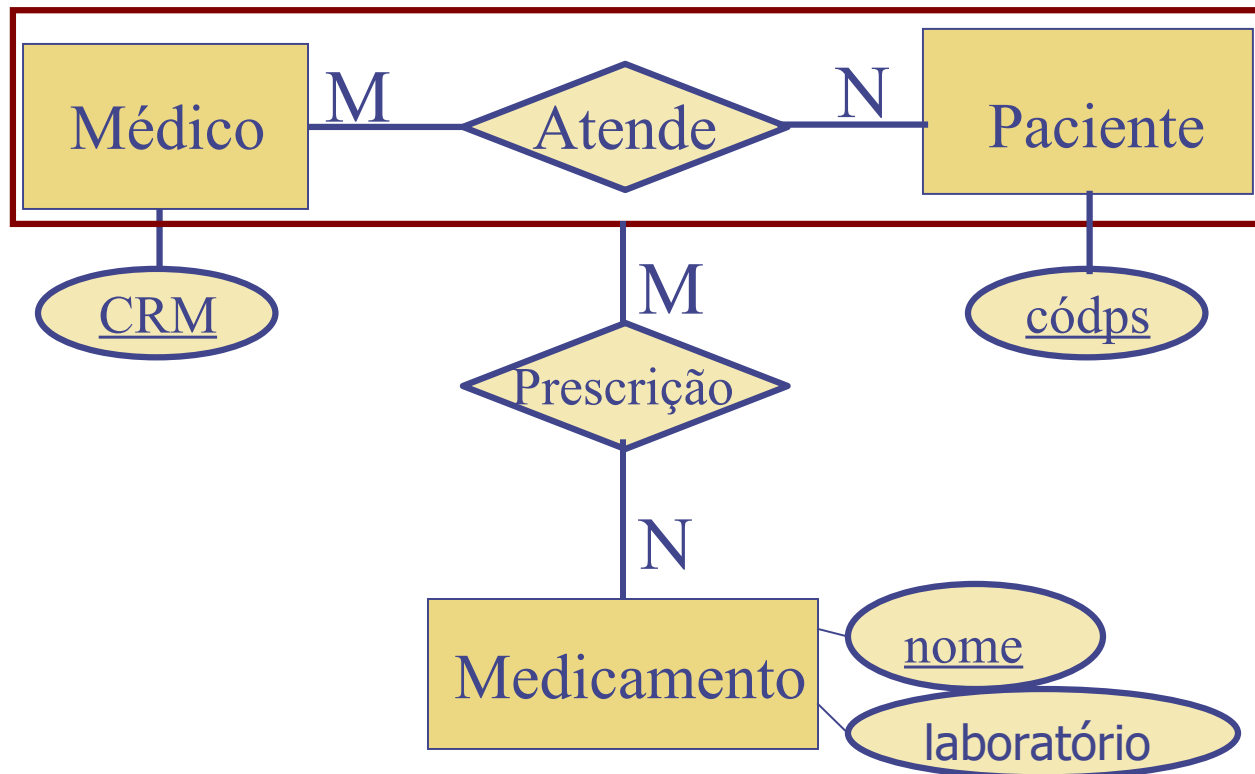 Médico
M
Atende
N
Paciente
CRM
M
códps
Prescrição
N
Medicamento
nome
laboratório